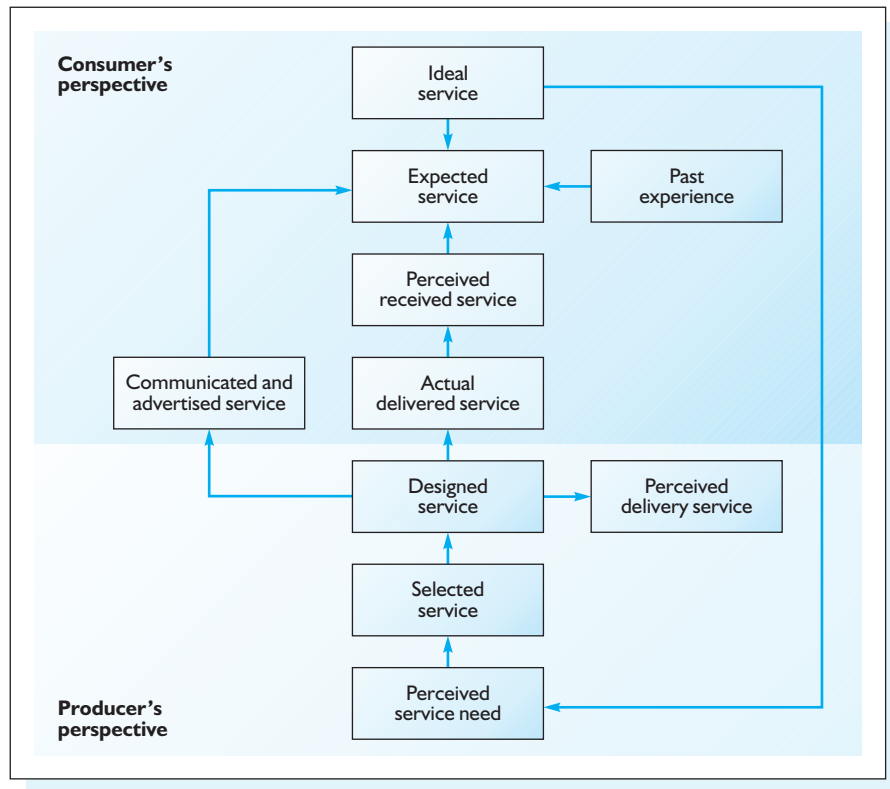 Consumer's
perspective
Ideal
service
Expected
service
Past
experience
Perceived
received service
Communicated and
advertised service
Actual
delivered service
Designed
service
Perceived
delivery service
Selected
service
Perceived
service need
Producer's
perspective